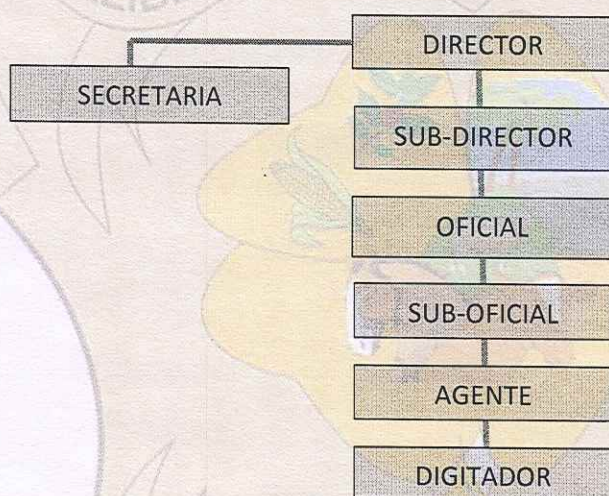 DIRECTOR
SECRETARIA
SUB-DIRECTOR
OFICIAL
SUB-OFICIAL
AGENTE
DIGITADOR